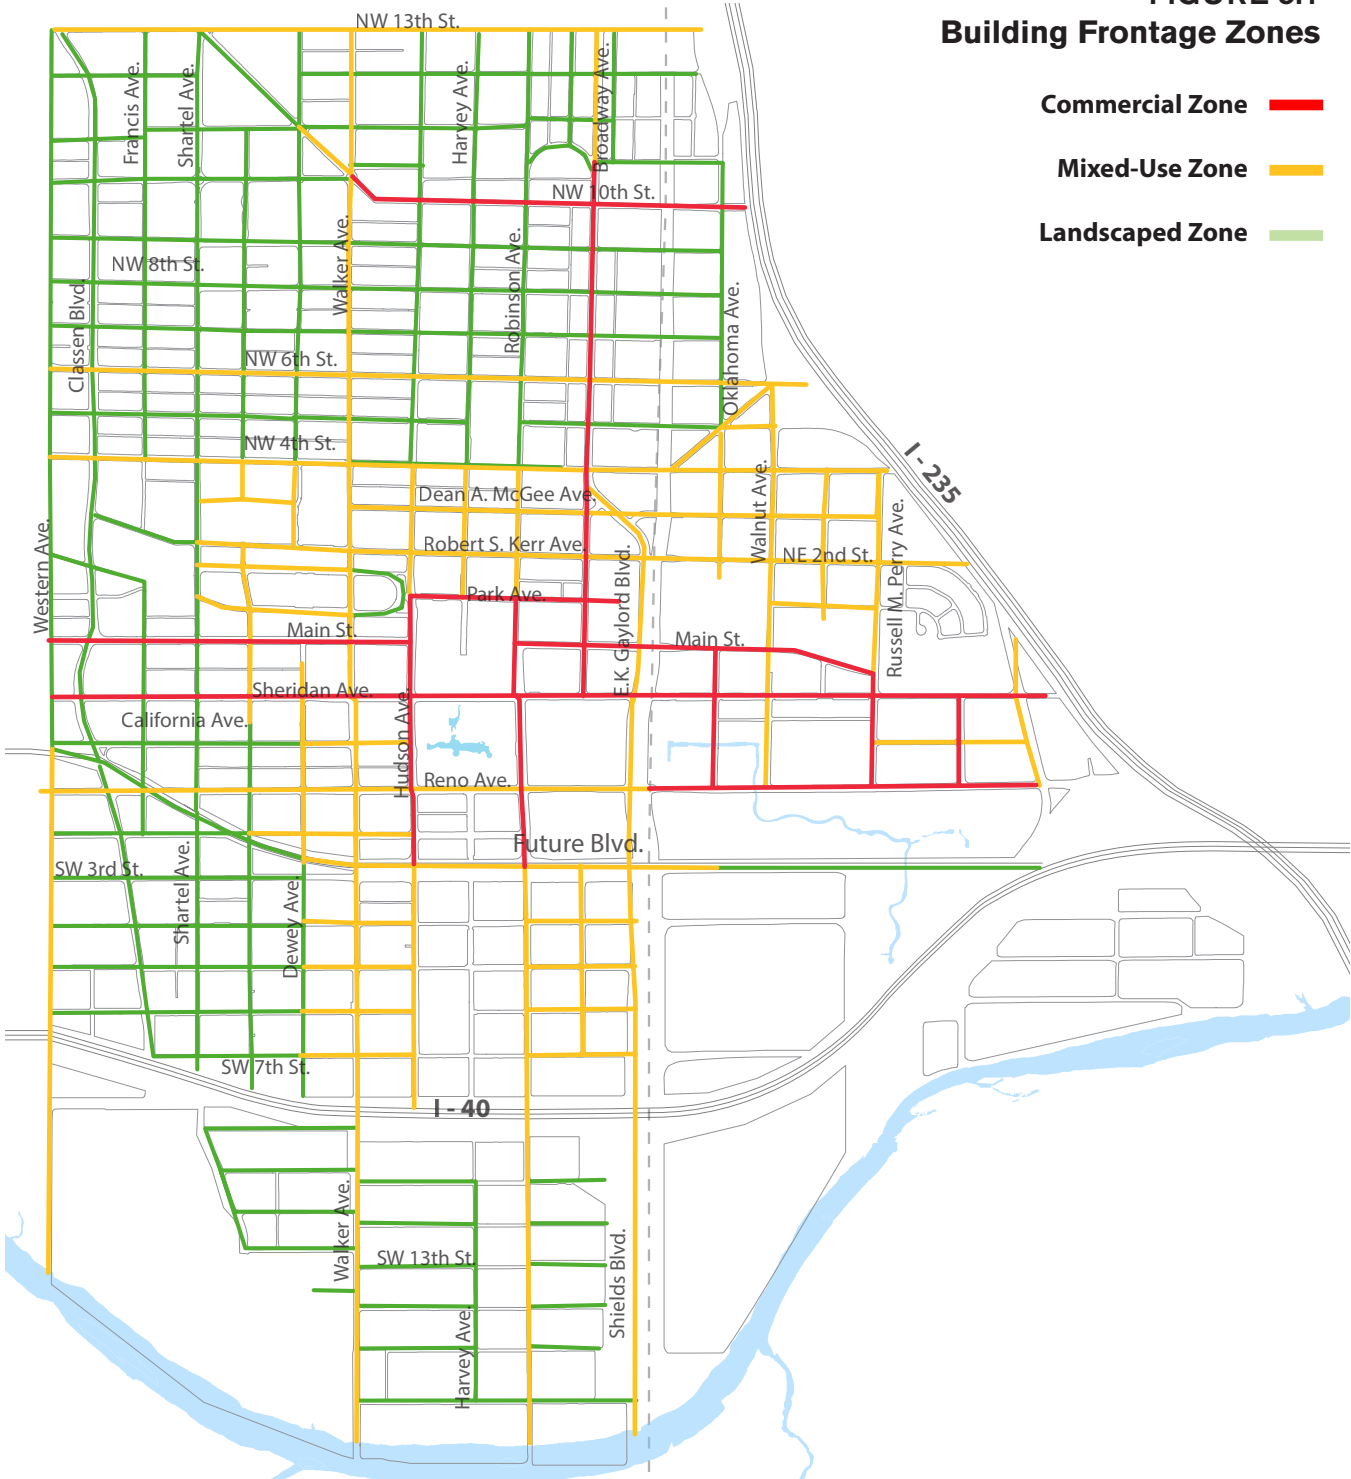 Building Frontage Zones
Commercial Zone
Mixed-Use Zone
Landscaped Zone
NW 13th St.
Francis Ave.
Shartel Ave.
Harvey Ave.
Broadway Ave.
NW 10th St.
Walker Ave.
Robinson Ave.
NW 8th St.
Classen Blvd.
Oklahoma Ave.
NW 6th St.
NW 4th St.
I - 235
Dean A. McGee Ave.
Walnut Ave.
Western Ave.
Robert S. Kerr Ave.
E.K. Gaylord Blvd.
NE 2nd St.
Russell M. Perry Ave.
Park Ave.
Main St.
Main St.
Sheridan Ave.
California Ave.
Hudson Ave.
Reno Ave.
Future Blvd.
SW 3rd St.
Shartel Ave.
Dewey Ave.
SW 7th St.
I - 40
Walker Ave.
SW 13th St.
Shields Blvd.
Harvey Ave.